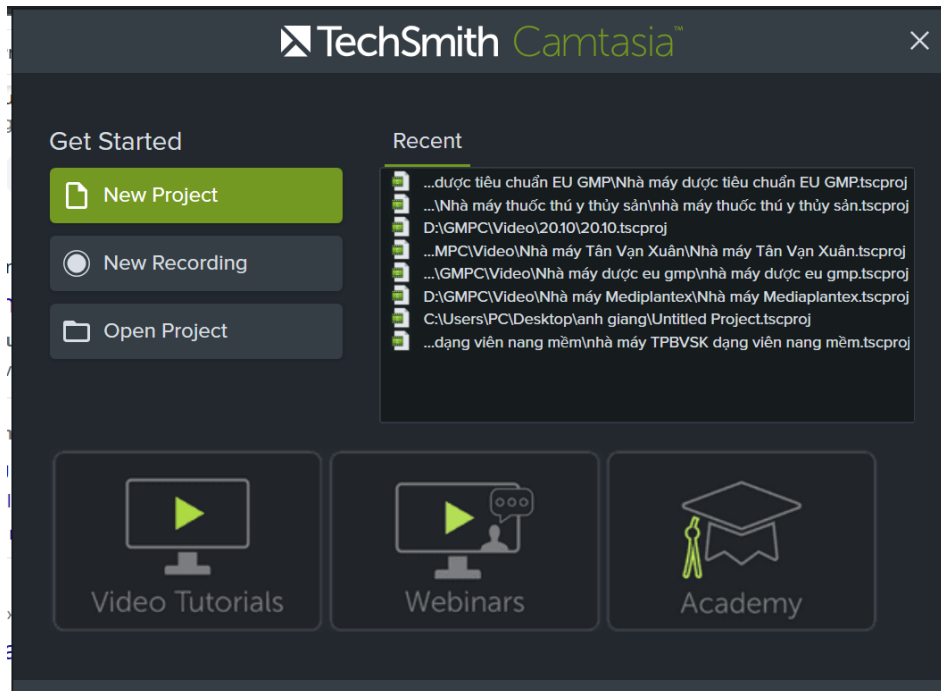 TechSmith Camtasia™
Get Started
New Project
New Recording
Open Project
Recent
...dược tiêu chuẩn EU GMP\Nhà máy dược tiêu chuẩn EU GMP.tscproj
...\Nhà máy thuốc thú y thủy sản\nhà máy thuốc thú y thủy sản.tscproj
D:\GMPC\Video\20.10\20.10.tscproj
...MPC\Video\Nhà máy Tân Vạn Xuân\Nhà máy Tân Vạn Xuân.tscproj
...\GMPC\Video\Nhà máy dược eu gmp\nhà máy dược eu gmp.tscproj
D:\GMPC\Video\Nhà máy Mediplantex\Nhà máy Mediaplantex.tscproj
C:\Users\PC\Desktop\anh giang\Untitled Project.tscproj
...dạng viên nang mềm\nhà máy TPBVSK dạng viên nang mềm.tscproj
Video Tutorials
Webinars
Academy